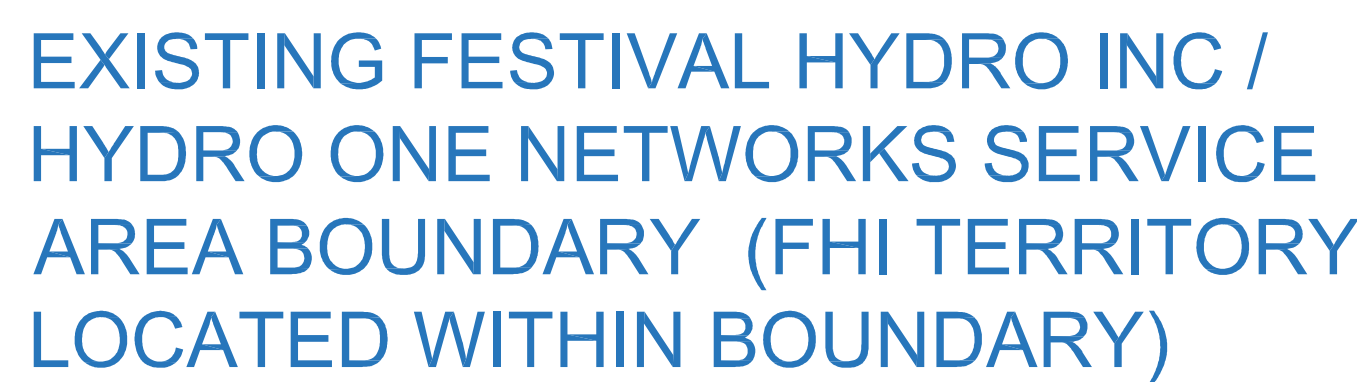 EXISTING FESTIVAL HYDRO INC /
HYDRO ONE NETWORKS SERVICE
AREA BOUNDARY (FHI TERRITORY
LOCATED WITHIN BOUNDARY)